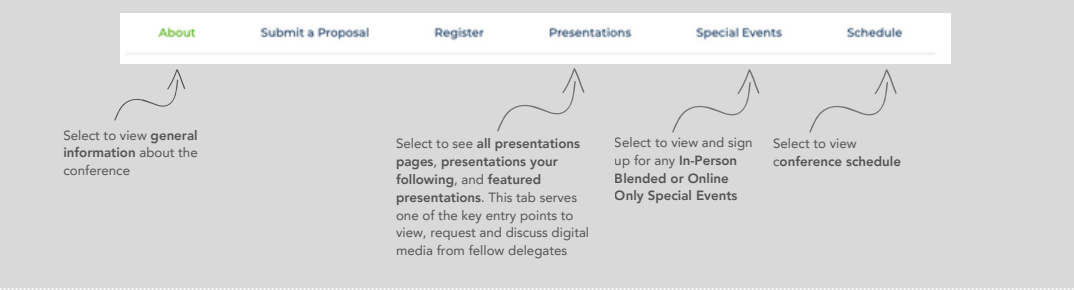 About Submit a Proposal Register Presentations Special Events Schedule
Select to view general
information about the
conference
Select to see all presentations
pages, presentations your
following, and featured
presentations. This tab serves
one of the key entry points to
view, request and discuss digital
media from fellow delegates
Select to view and sign
up for any In-Person
Blended or Online
Only Special Events
Select to view
conference schedule